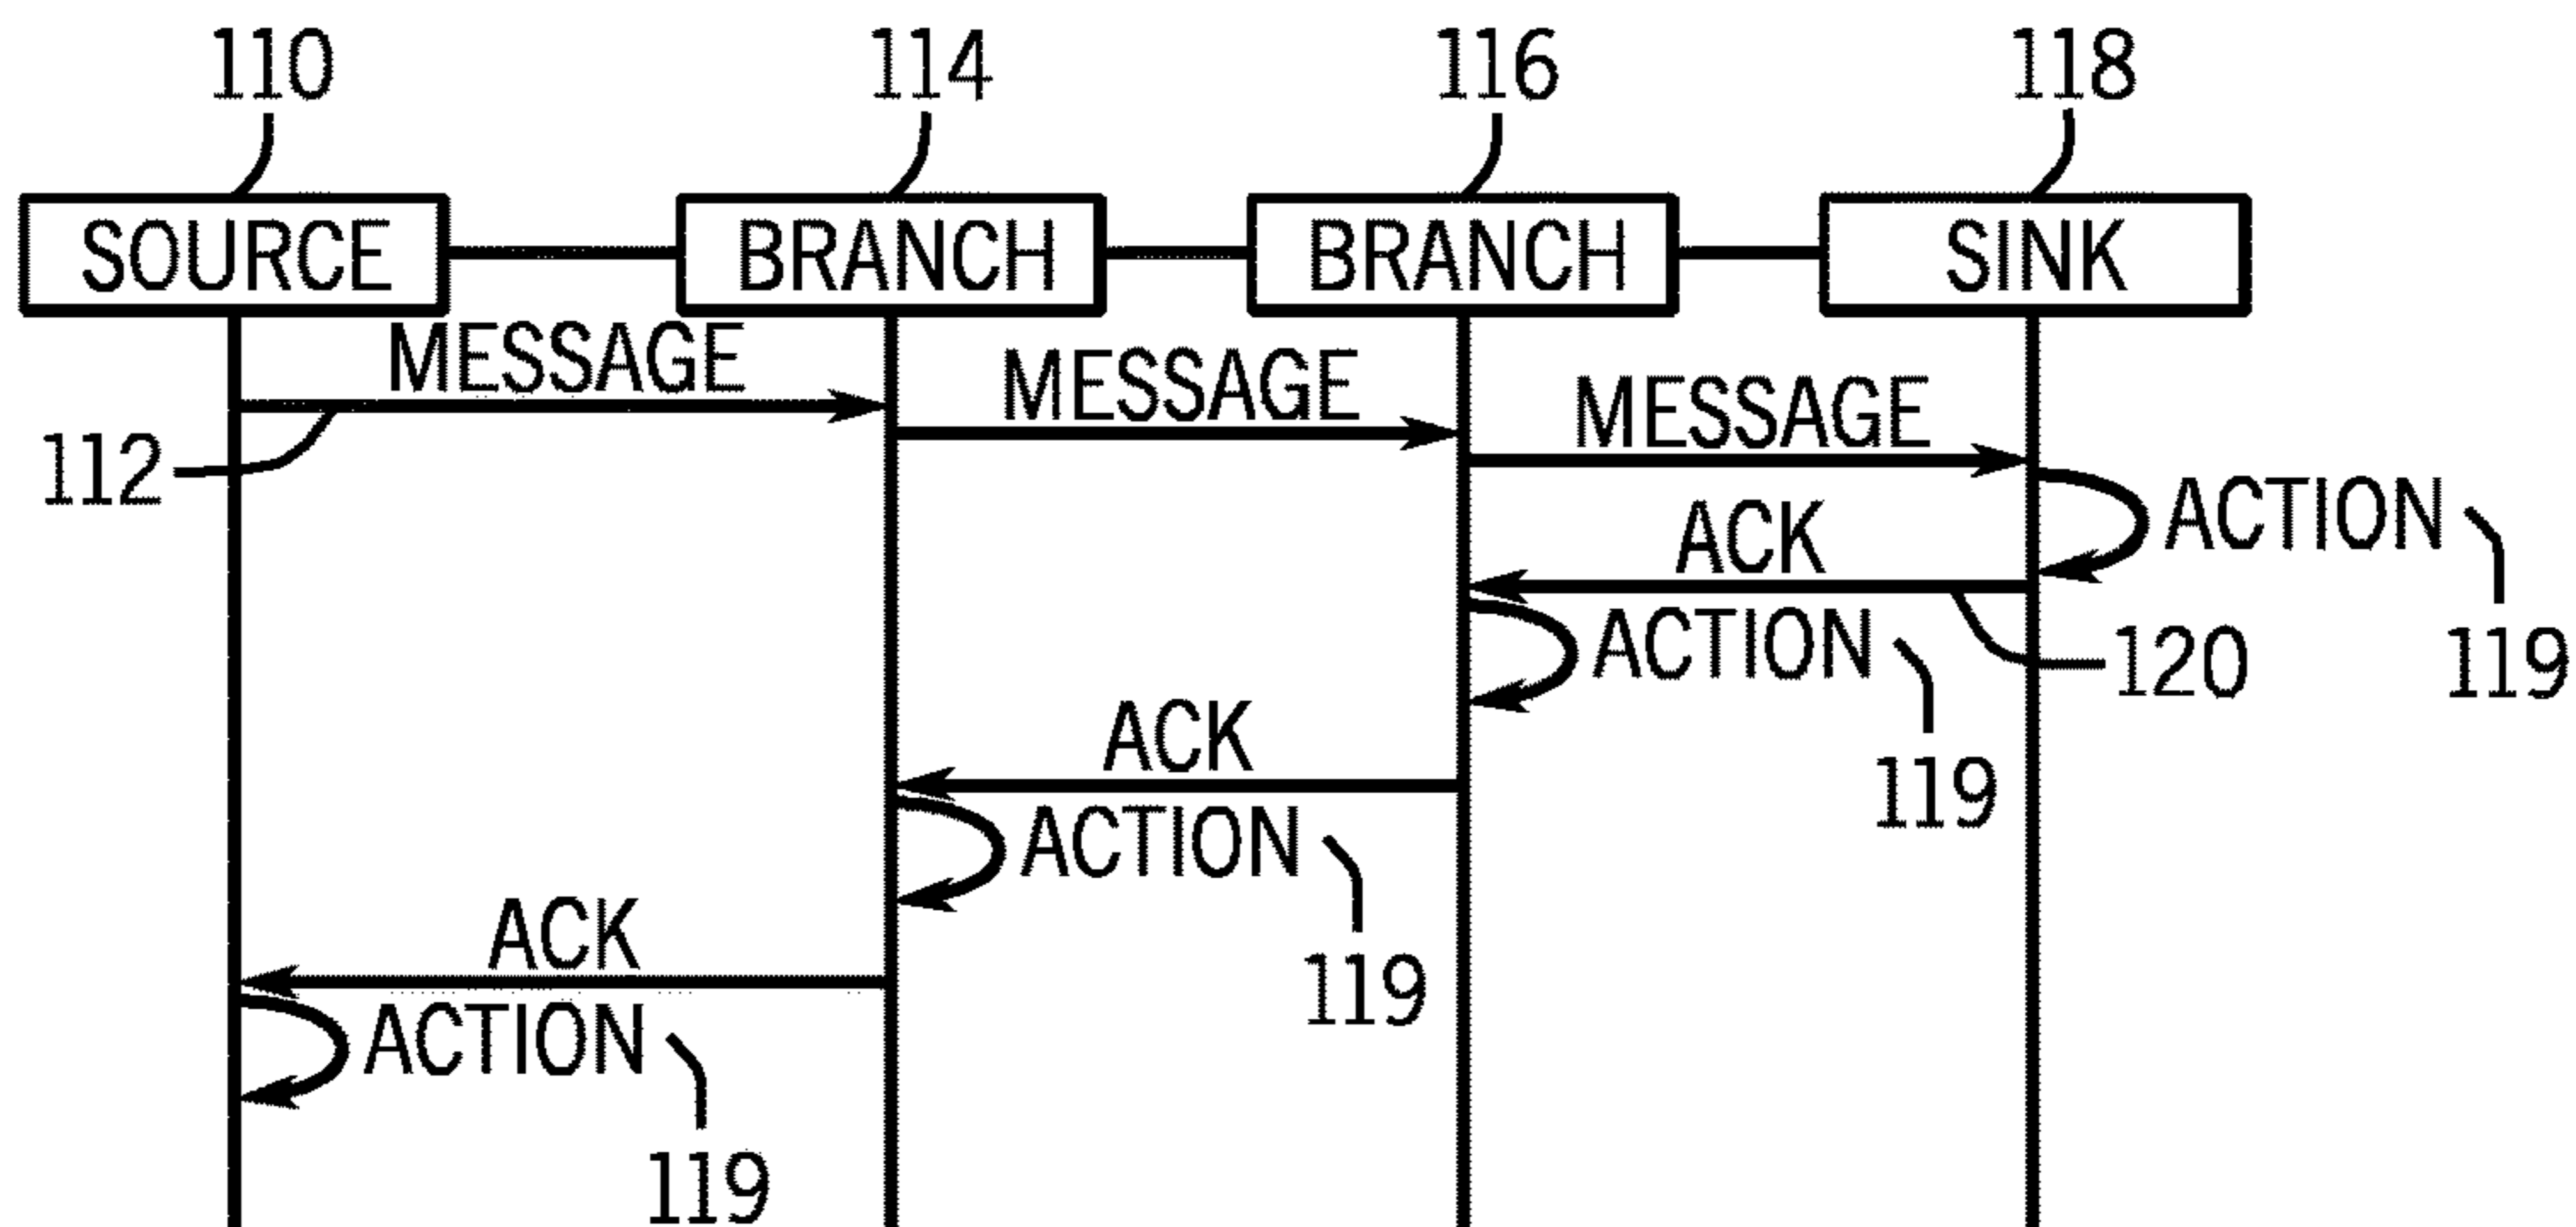 110 114 116 118
SOURCE BRANCH BRANCH SINK
MESSAGE
MESSAGE
MESSAGE
112
ACTION
ACK
ACTION
120
119
ACK
119
ACTION
ACK
119
ACTION
119